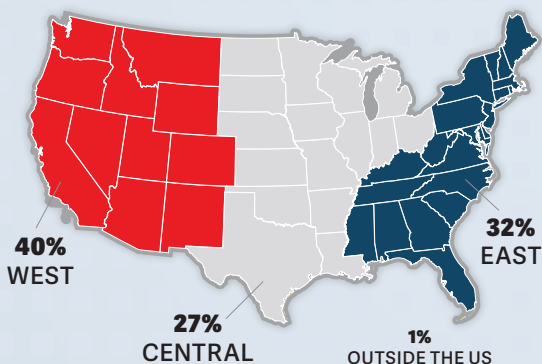 40%
WEST
32%
EAST
27%
CENTRAL
1%
OUTSIDE THE US